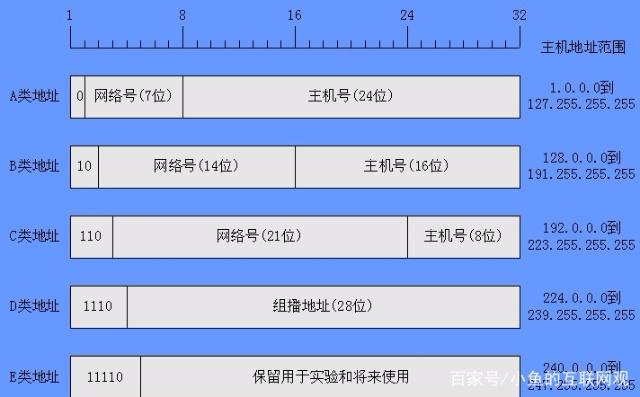 1 8 16 24 32
主机地址范围
A类地址 0 网络号(7位) 主机号(24位) 1.0.0.0到
127.255.255.255
B类地址 10 网络号(14位) 主机号(16位) 128.0.0.0到
191.255.255.255
C类地址 110 网络号(21位) 主机号(8位) 192.0.0.0到
223.255.255.255
D类地址 1110 组播地址(28位) 224.0.0.0到
239.255.255.255
E类地址 11110 保留用于实验和将来使用 240.0.0.0到
247.255.255.255
百家号/小鱼的互联网观